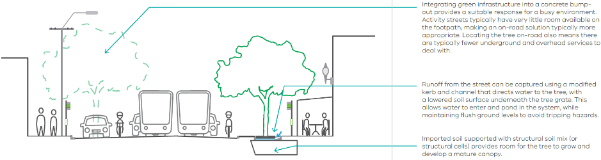 Integrating green infrastructure into a concrete bump-
out provides a suitable response for a busy environment.
Activity streets typically have very little room available on
the footpath, making an on-road solution typically more
appropriate. Locating the tree on-road also means there
are typically fewer underground and overhead services to
deal with.
Runoff from the street can be captured using a modified
kerb and channel that directs water to the tree, with
a lowered soil surface underneath the tree grate. This
allows water to enter and pond in the system, while
maintaining flush ground levels to avoid tripping hazards.
Imported soil supported with structural soil mix (or
structural cells) provides room for the tree to grow and
develop a mature canopy.